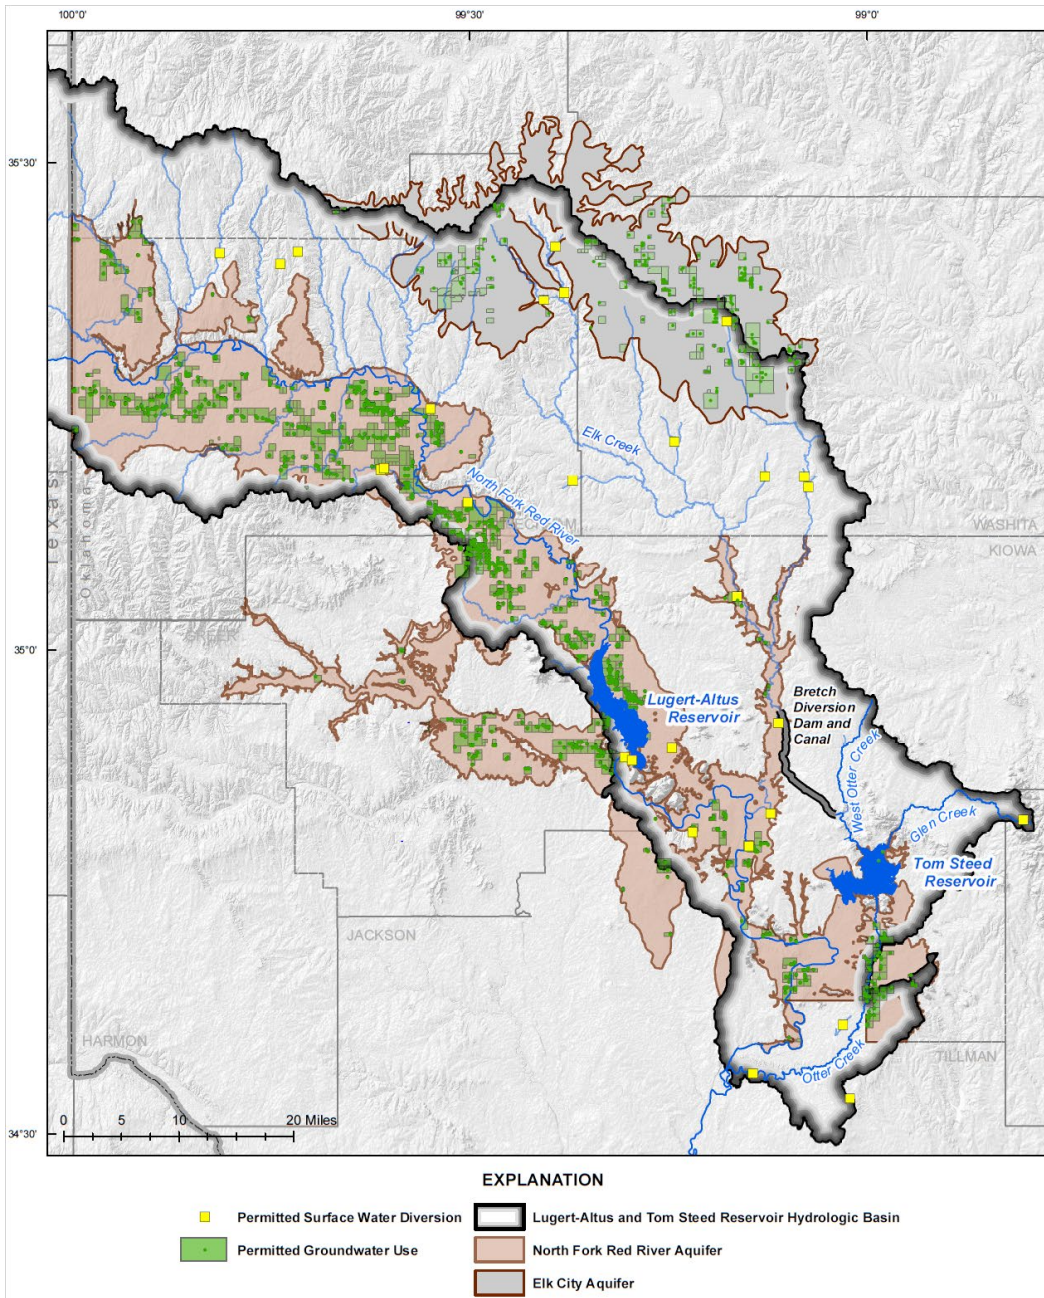 100°0'
99°30'
99°0'
35°30'
Elk Creek
North Fork Red River
Texas
Oklahoma
WASHITA
KIOWA
35°0'
Bretch
Diversion
Dam and
Canal
Lugert-Altus
Reservoir
West Otter Creek
Glen Creek
Tom Steed
Reservoir
JACKSON
HARMON
Otter Creek
TILLMAN
0 5 10 20 Miles
34°30'
EXPLANATION
Permitted Surface Water Diversion
Lugert-Altus and Tom Steed Reservoir Hydrologic Basin
Permitted Groundwater Use
North Fork Red River Aquifer
Elk City Aquifer